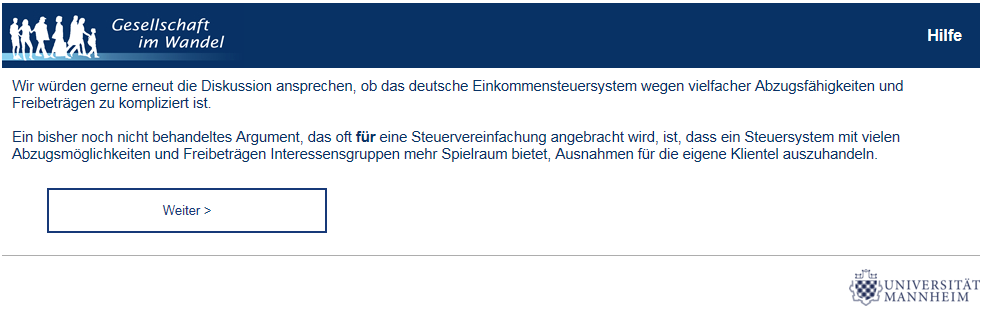 Gesellschaft
im Wandel
Hilfe
Wir würden gerne erneut die Diskussion ansprechen, ob das deutsche Einkommensteuersystem wegen vielfacher Abzugsfähigkeiten und
Freibeträgen zu kompliziert ist.
Ein bisher noch nicht behandeltes Argument, das oft für eine Steuervereinfachung angebracht wird, ist, dass ein Steuersystem mit vielen
Abzugsmöglichkeiten und Freibeträgen Interessensgruppen mehr Spielraum bietet, Ausnahmen für die eigene Klientel auszuhandeln.
Weiter >
UNIVERSITÄT
MANNHEIM